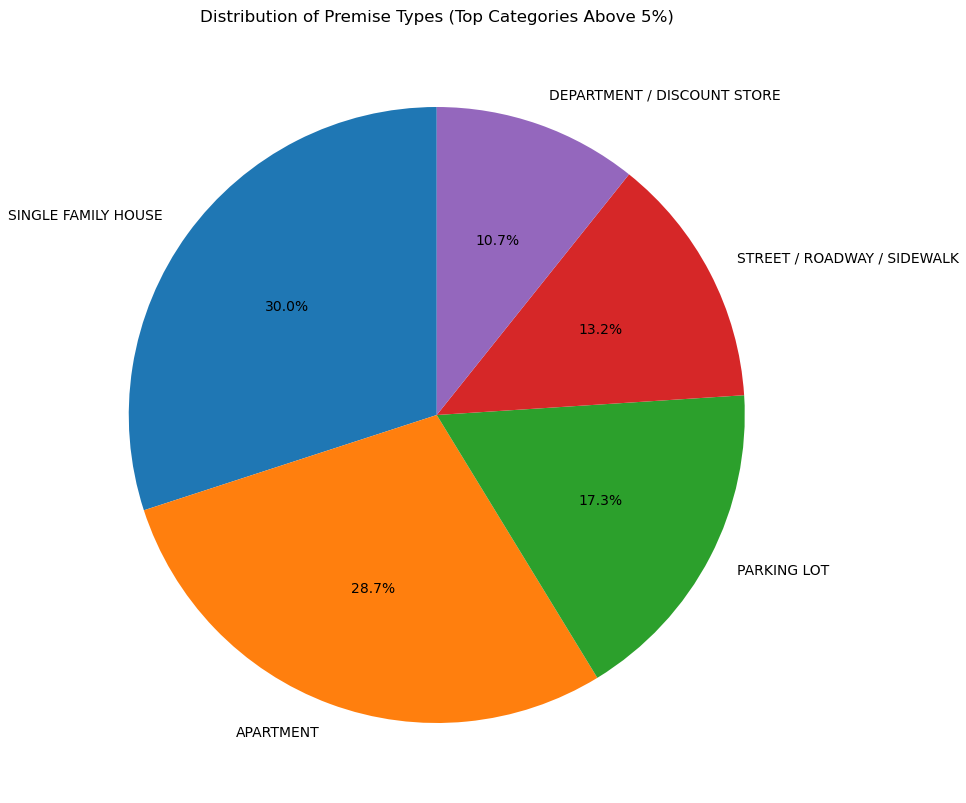 Distribution of Premise Types (Top Categories Above 5%)
DEPARTMENT / DISCOUNT STORE
SINGLE FAMILY HOUSE
10.7%
STREET / ROADWAY / SIDEWALK
30.0%
13.2%
17.3%
PARKING LOT
28.7%
APARTMENT